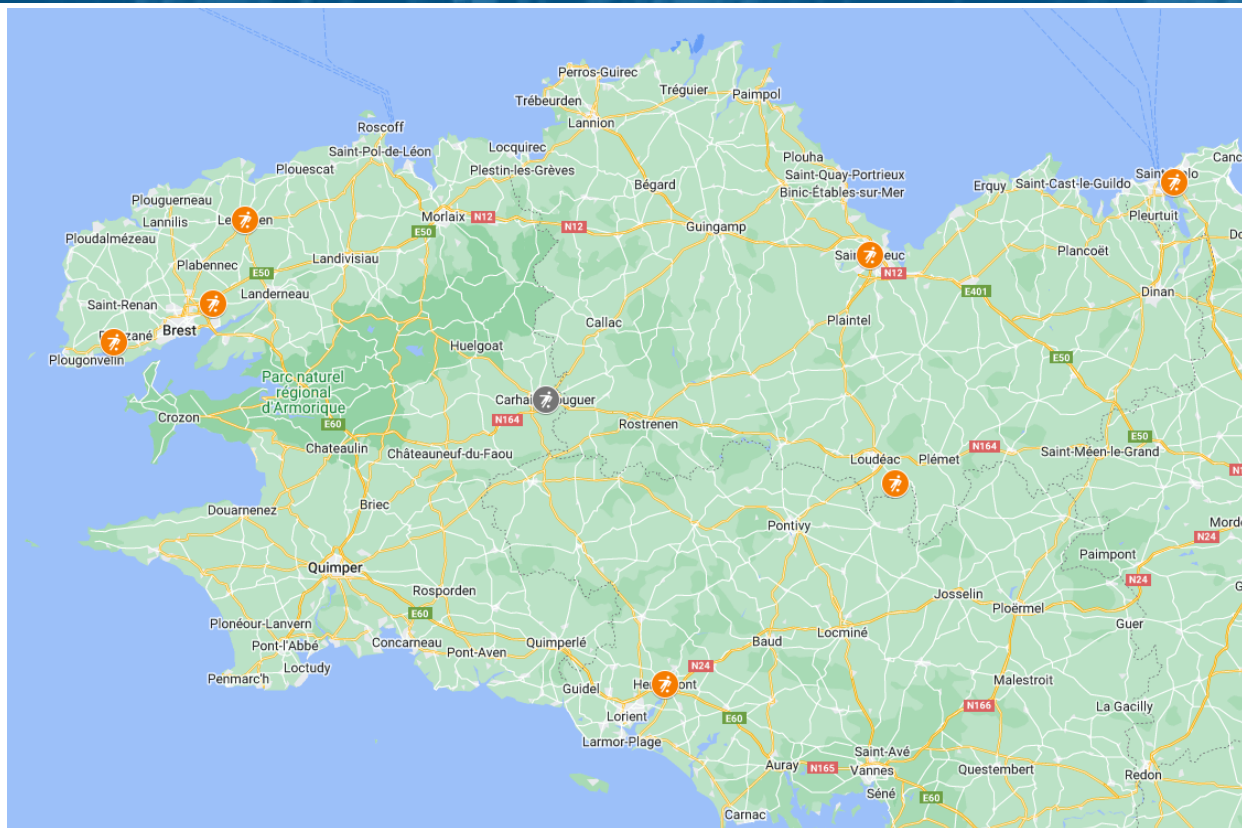 Perros-Guirec
Trébeurden
Tréguier
Paimpol
Lannion
Roscoff
Saint-Pol-de-Léon
Locquirec
Plouescat
Plestin-les-Grèves
Plouha
Saint-Quay-Portrieux
Binic-Étables-sur-Mer
Bégard
Erquy
Saint-Cast-le-Guildo
Plouguerneau
Lannilis
Ploudalmézeau
Morlaix
N12
E50
N12
Guingamp
Pleurtuit
Plabennec
Landivisiau
E50
Plancoët
N12
E401
Dinan
Saint-Renan
Landerneau
Brest
Callac
Plaintel
Huelgoat
E50
Plougonvelin
Parc naturel
régional
d'Armorique
Crozon
E60
N164
Rostrenen
Chateaulin
Châteauneuf-du-Faou
Loudéac
Plémet
N164
E50
Saint-Méen-le-Grand
Briec
Douarnenez
Pontivy
N24
Paimpont
Quimper
N24
Rosporden
E60
Josselin
Ploërmel
Guer
Plonéour-Lanvern
Pont-l'Abbé
Concarneau
Pont-Aven
Quimperlé
Baud
Locminé
Loctudy
Penmarc'h
N24
Guidel
Malestroit
Lorient
E60
N166
La Gacilly
Larmor-Plage
Saint-Avé
Auray
N165
Vannes
Questembert
Redon
Séné
E60
Carnac